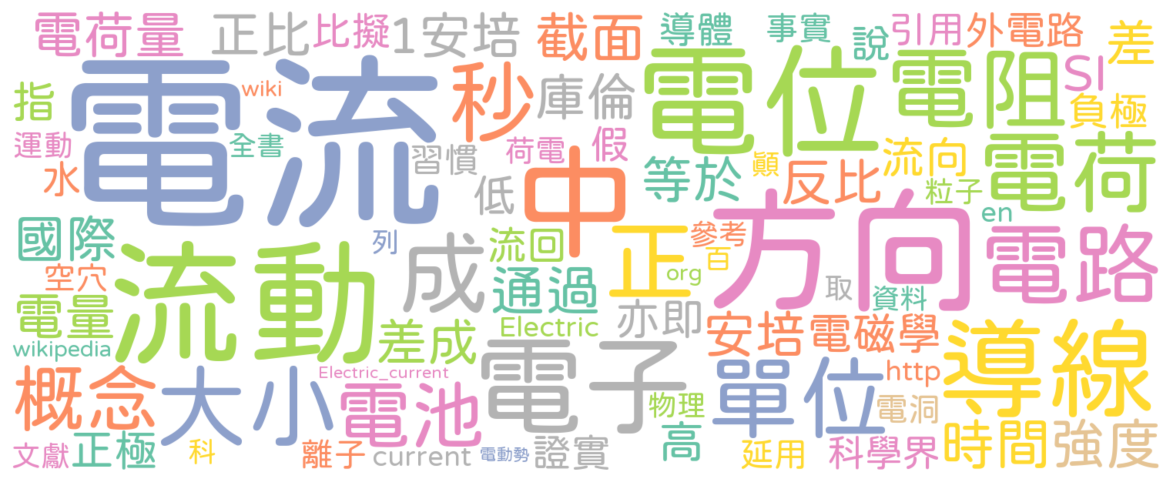 電荷量
正比
比擬
1安培
截面
導體
事實
說
引用
外電路
差
電流
wiki
秒
庫倫
電位
電阻
SI
負極
指
運動
全書
習慣
荷電
假
等於
顚
反比
流向
電荷
水
低
中
粒子
en
國際
列
流回
正
參考
方向
電路
空穴
流動
成
通過
org
百
取
資料
電量
wikipedia
差成
Electric
亦即
安培
電磁學
導線
概念
大小
Electric_current
電池
電子
物理
單位
http
電洞
文獻
正極
科
離子
current
電動勢
證實
高
延用
科學界
時間
強度